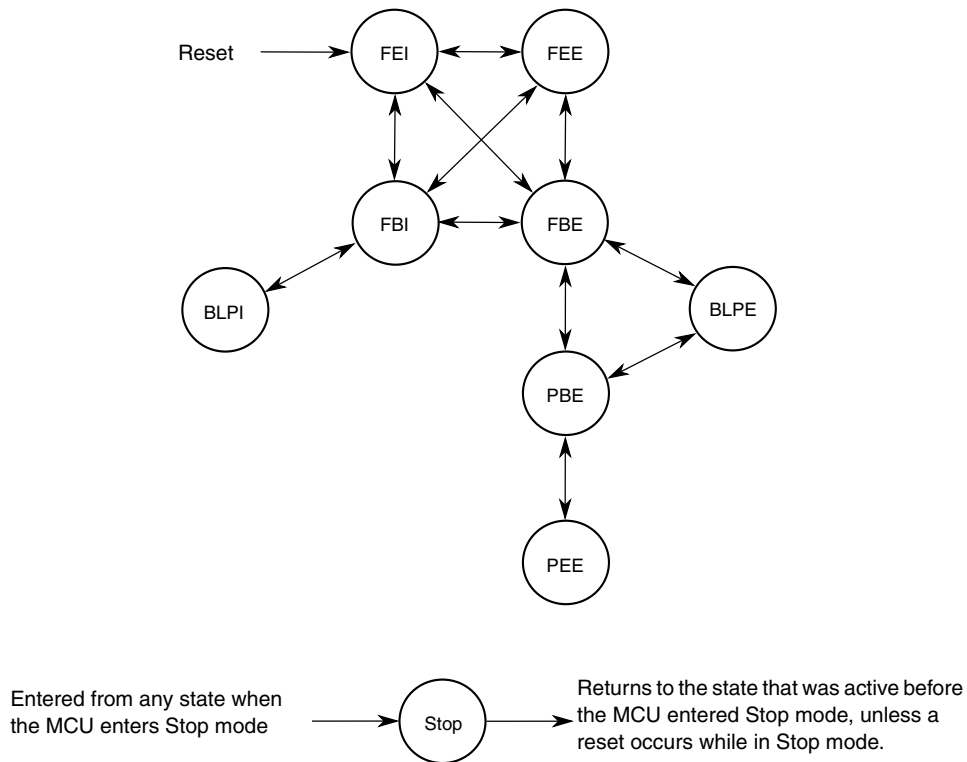 Reset
FEI
FEE
FBI
FBE
BLPI
BLPE
PBE
PEE
Entered from any state when
the MCU enters Stop mode
Stop
Returns to the state that was active before
the MCU entered Stop mode, unless a
reset occurs while in Stop mode.